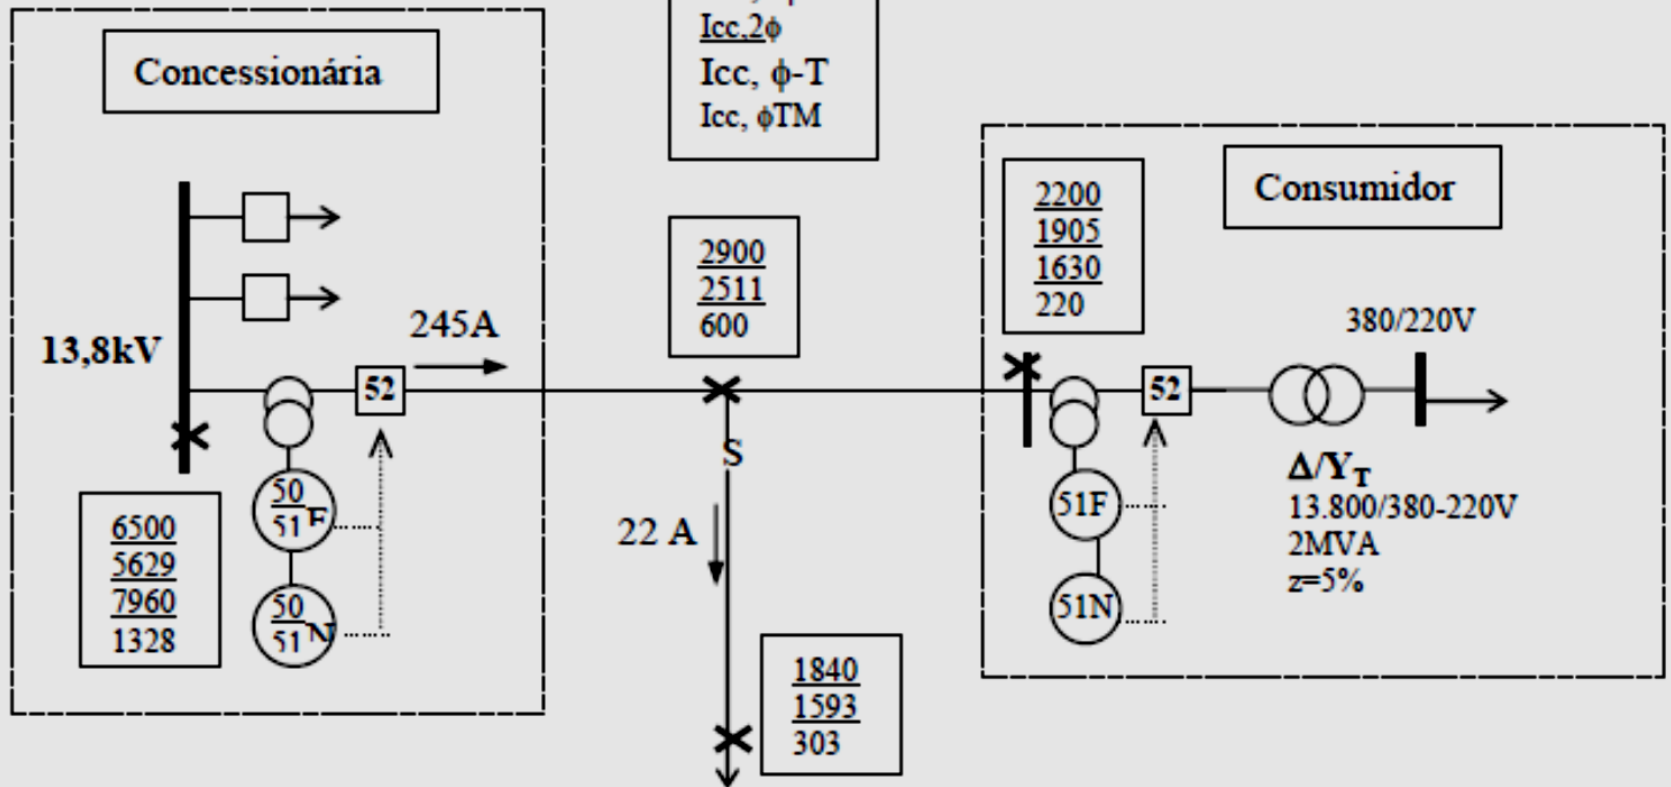 Icc,2ϕ
Icc, ϕ-T
Icc, ϕTM
Concessionária
Consumidor
2200
1905
1630
220
2900
2511
600
380/220V
245A
13,8kV
52
52
S
22 A
50
51 F
50
51 N
51F
51N
Δ/Y_T
13.800/380-220V
2MVA
z=5%
6500
5629
7960
1328
1840
1593
303